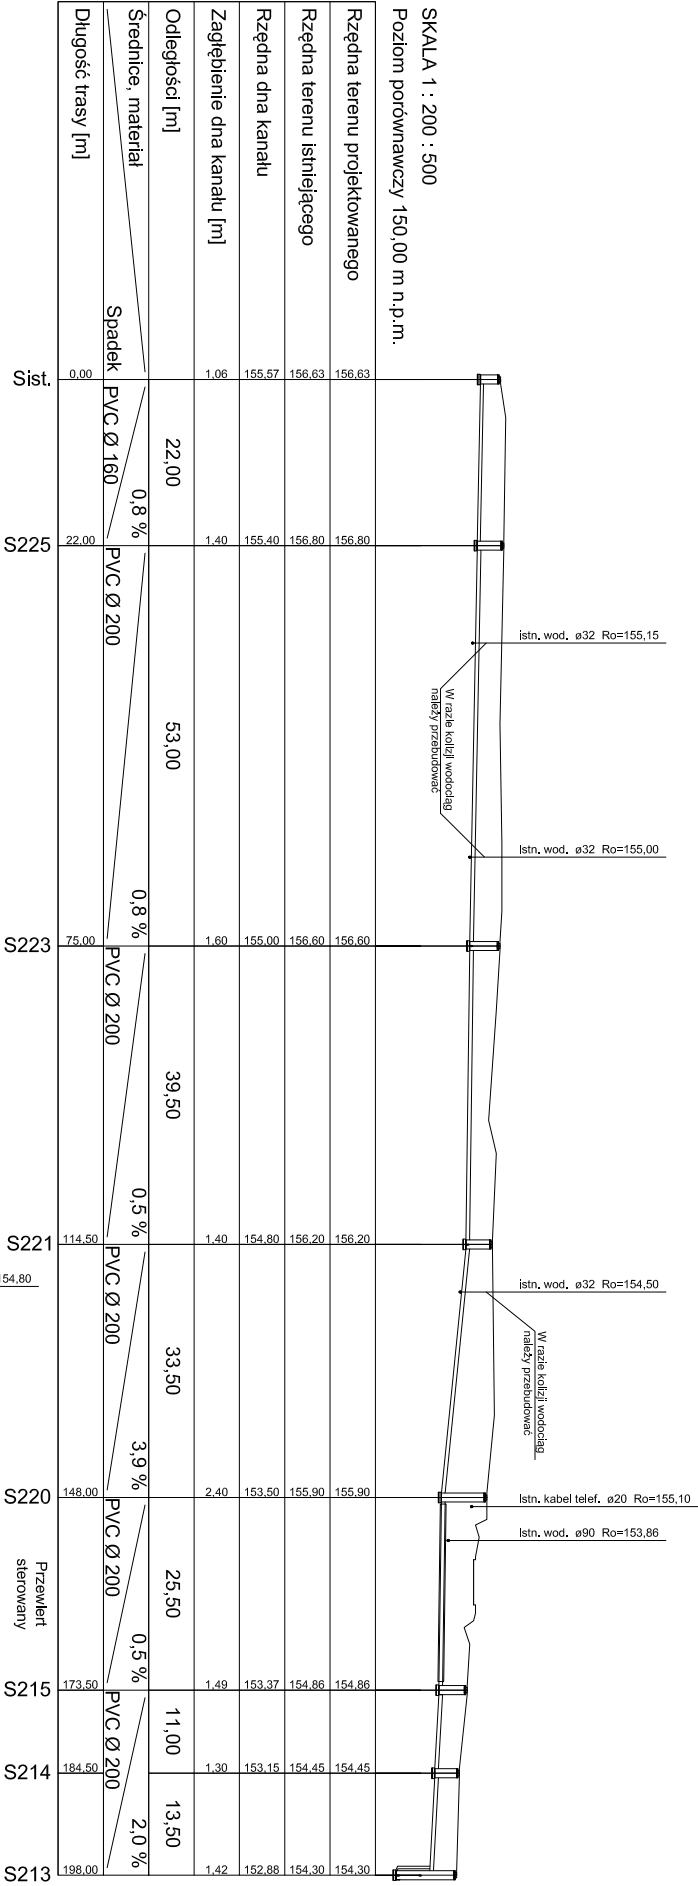 SKALA 1 : 200 : 500
Poziom porównawczy 150,00 m n.p.m.
Rzędna terenu projektowanego
156,63 156,80 156,60 156,20 155,90 154,86 154,45 154,30
Rzędna terenu istniejącego
156,63 156,80 156,60 156,20 155,90 154,86 154,45 154,30
Rzędna dna kanału
155,57 155,40 155,00 154,80 153,50 153,37 153,15 152,88
Zagłębienie dna kanału [m]
1,06 1,40 1,60 1,40 2,40 1,49 1,30 1,42
Odległości [m]
22,00 53,00 39,50 33,50 25,50 11,00 13,50
Średnice, materiał
Spadek
0,8 % 0,8 % 0,5 % 3,9 % 0,5 % 2,0 %
PVC Ø 160 PVC Ø 200 PVC Ø 200 PVC Ø 200 PVC Ø 200 PVC Ø 200
Długość trasy [m]
0,00 22,00 75,00 114,50 148,00 173,50 184,50 198,00
Sist. S225 S223 S221 S220 S215 S214 S213
Przewiert
sterowany
istn. wod. ø32 Ro=155,15
W razie kolizji wodociąg
należy przebudować
istn. wod. ø32 Ro=155,00
istn. wod. ø32 Ro=154,50
W razie kolizji wodociąg
należy przebudować
istn. kabel telef. ø20 Ro=155,10
istn. wod. ø90 Ro=153,86
154,80